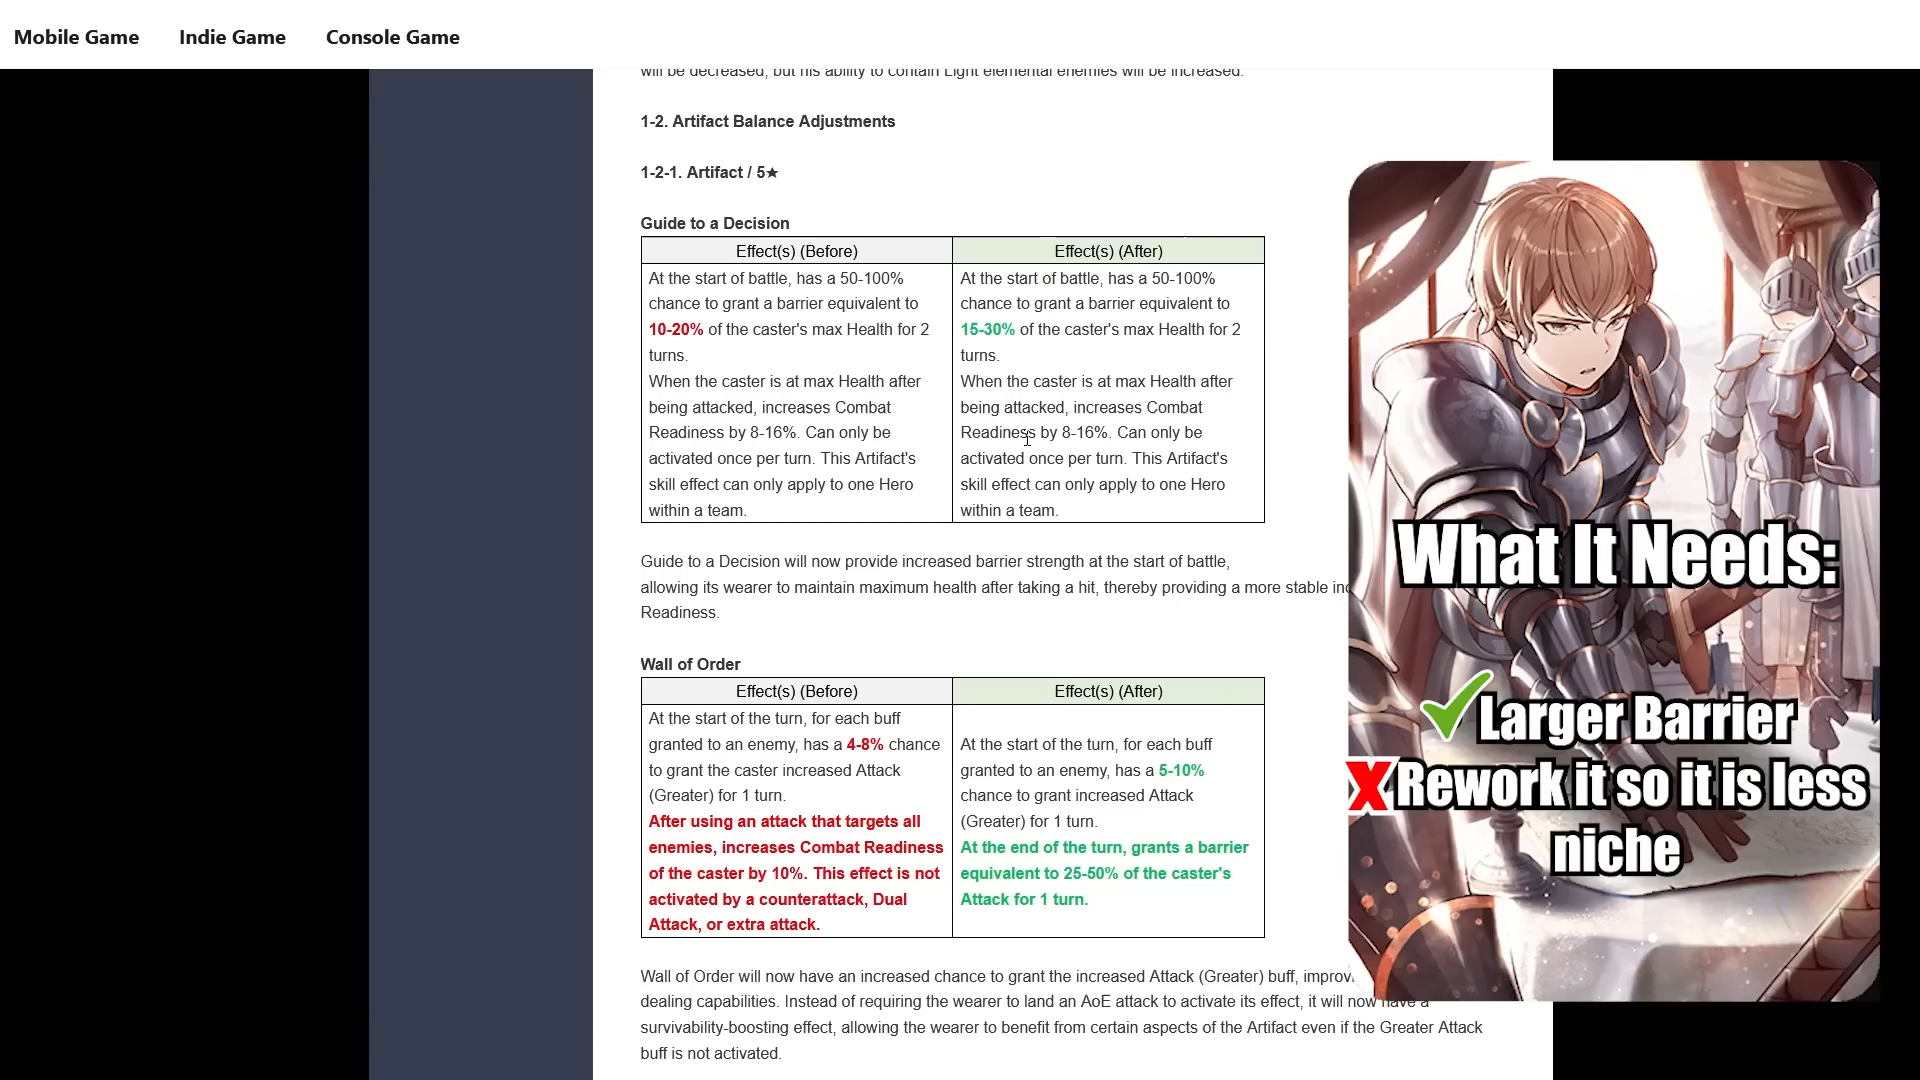 Mobile Game Indie Game Console Game
will be decreased, but his ability to contain Light elemental enemies will be increased.
1-2. Artifact Balance Adjustments
1-2-1. Artifact / 5★
Guide to a Decision
Effect(s) (Before)
At the start of battle, has a 50-100%
chance to grant a barrier equivalent to
10-20% of the caster's max Health for 2
turns.
When the caster is at max Health after
being attacked, increases Combat
Readiness by 8-16%. Can only be
activated once per turn. This Artifact's
skill effect can only apply to one Hero
within a team.
Effect(s) (After)
At the start of battle, has a 50-100%
chance to grant a barrier equivalent to
15-30% of the caster's max Health for 2
turns.
When the caster is at max Health after
being attacked, increases Combat
Readiness by 8-16%. Can only be
activated once per turn. This Artifact's
skill effect can only apply to one Hero
within a team.
Guide to a Decision will now provide increased barrier strength at the start of battle,
allowing its wearer to maintain maximum health after taking a hit, thereby providing a more stable
Readiness.
Wall of Order
Effect(s) (Before)
At the start of the turn, for each buff
granted to an enemy, has a 4-8% chance
to grant the caster increased Attack
(Greater) for 1 turn.
After using an attack that targets all
enemies, increases Combat Readiness
of the caster by 10%. This effect is not
activated by a counterattack, Dual
Attack, or extra attack.
Effect(s) (After)
At the start of the turn, for each buff
granted to an enemy, has a 5-10%
chance to grant increased Attack
(Greater) for 1 turn.
At the end of the turn, grants a barrier
equivalent to 25-50% of the caster's
Attack for 1 turn.
Wall of Order will now have an increased chance to grant the increased Attack (Greater) buff,
dealing capabilities. Instead of requiring the wearer to land an AoE attack to activate its effect, it will now have a
survivability-boosting effect, allowing the wearer to benefit from certain aspects of the Artifact even if the Greater Attack
buff is not activated.
What It Needs:
Larger Barrier
X Rework it so it is less
niche